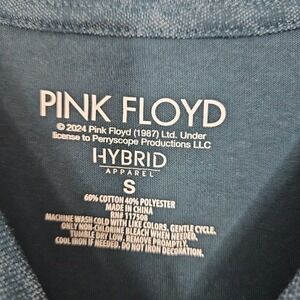 PINK FLOYD
© 2024 Pink Floyd (1987) Ltd. Under
license to Perryscope Productions LLC
HYBRID
APPAREL
S
60% COTTON 40% POLYESTER
MADE IN CHINA
RN# 117508
MACHINE WASH COLD WITH LIKE COLORS, GENTLE CYCLE.
ONLY NON-CHLORINE BLEACH WHEN NEEDED.
TUMBLE DRY LOW, REMOVE PROMPTLY.
COOL IRON IF NEEDED. DO NOT IRON DECORATION.